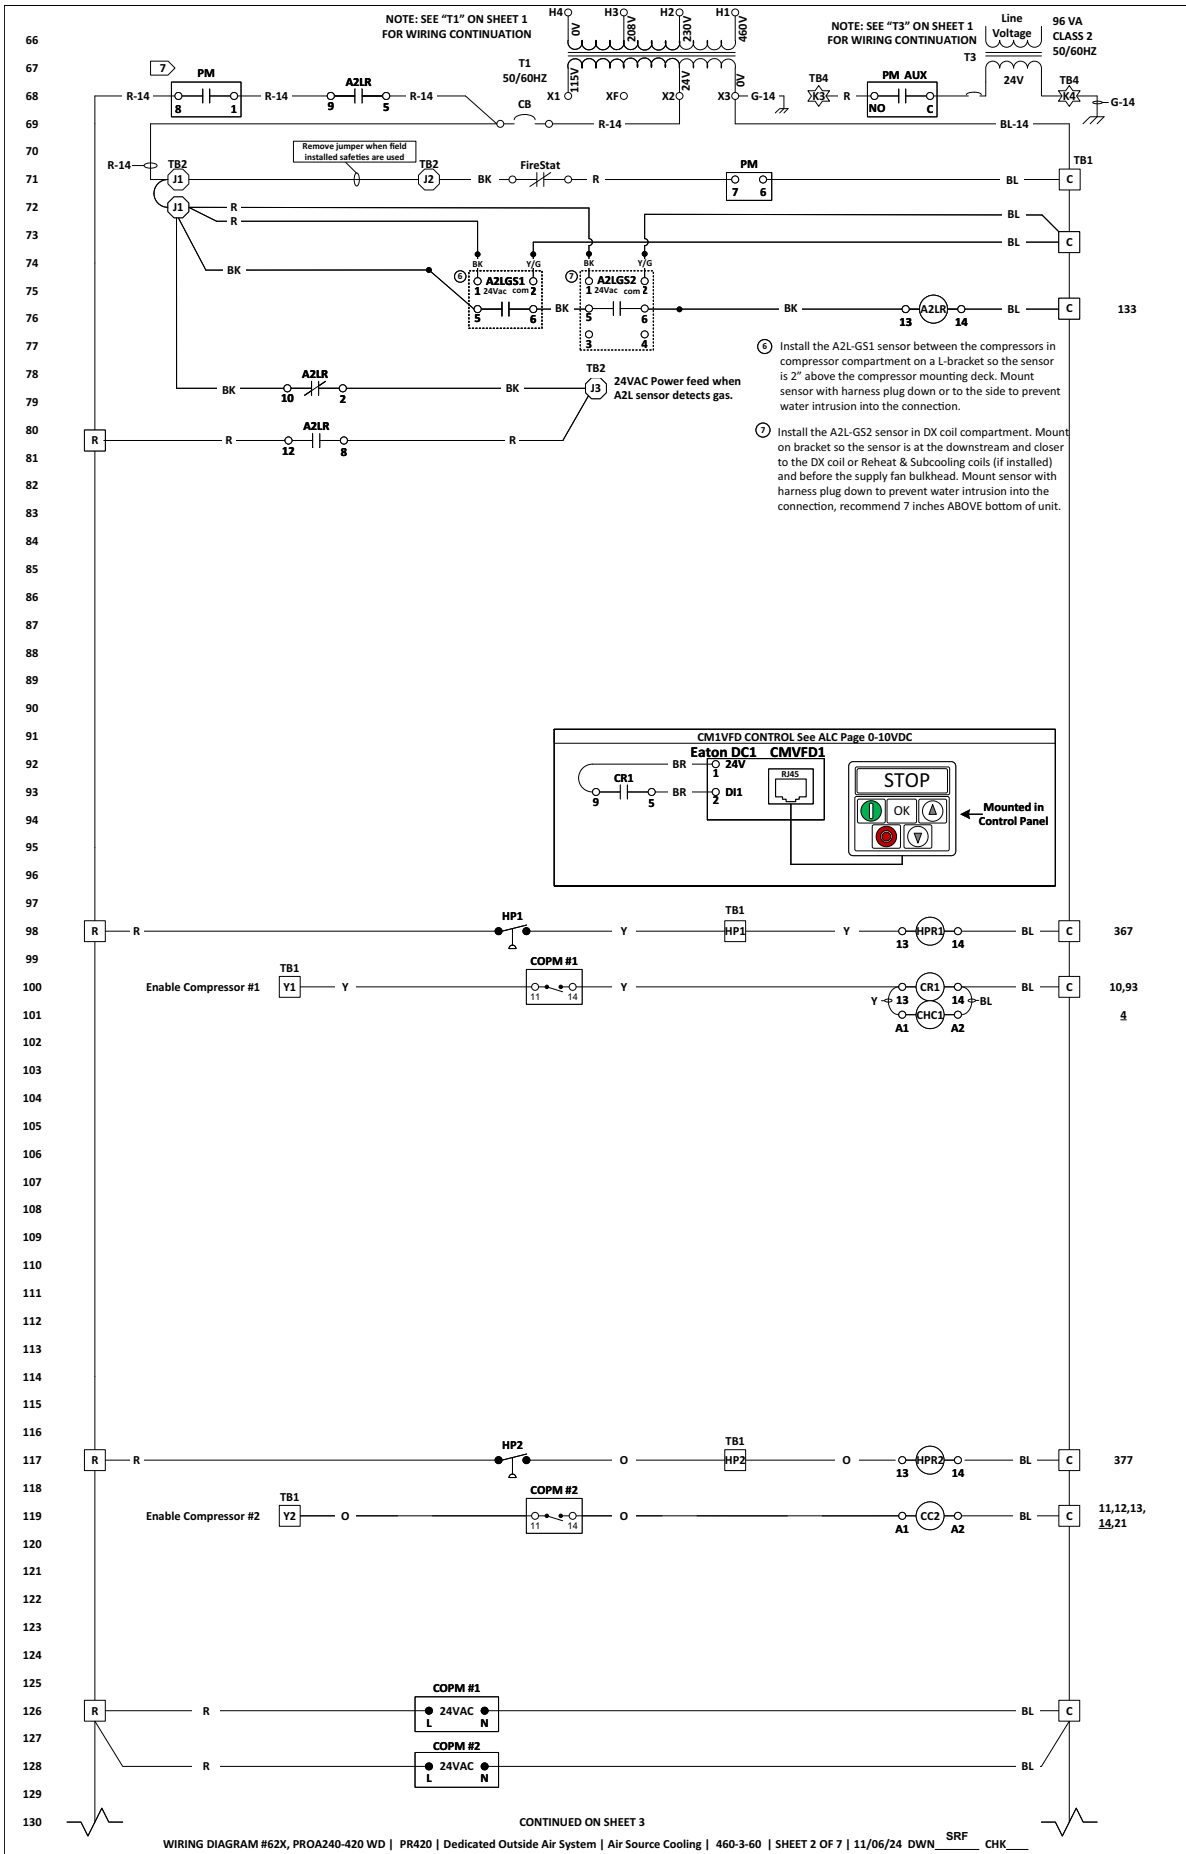 NOTE: SEE “T1” ON SHEET 1
FOR WIRING CONTINUATION
H4 H3 H2 H1
0V 208V 230V 460V
NOTE: SEE “T3” ON SHEET 1
FOR WIRING CONTINUATION
Line
Voltage
96 VA
CLASS 2
50/60HZ
66
67
7
PM
T1
50/60HZ
115V 24V 0V
T3
24V
TB4
PM AUX
TB4
68
R-14
8 1
R-14
A2LR
9 5
R-14
X1 XF X2 X3
G-14
K3
R
NO C
K4
G-14
69
CB
R-14
BL-14
70
Remove jumper when field
installed safeties are used
R-14
TB2
TB2
FireStat
PM
TB1
71
J1
J2
BK
R
7 6
BL
C
72
J1
R
R
BL
73
BL
C
74
BK
BK Y/G
BK Y/G
75
6
A2LGS1
1 24Vac com 2
7
A2LGS2
1 24Vac com 2
76
5 6
BK
5 6
BK
13 A2LR 14
BL
C
133
77
3 4
6 Install the A2L-GS1 sensor between the compressors in
compressor compartment on a L-bracket so the sensor
is 2” above the compressor mounting deck. Mount
sensor with harness plug down or to the side to prevent
water intrusion into the connection.
78
BK
A2LR
10 2
BK
TB2
J3
24VAC Power feed when
A2L sensor detects gas.
79
80
R
R
A2LR
12 8
R
7 Install the A2L-GS2 sensor in DX coil compartment. Mount
on bracket so the sensor is at the downstream and closer
to the DX coil or Reheat & Subcooling coils (if installed)
and before the supply fan bulkhead. Mount sensor with
harness plug down to prevent water intrusion into the
connection, recommend 7 inches ABOVE bottom of unit.
81
82
83
84
85
86
87
88
89
90
91
CM1VFD CONTROL See ALC Page 0-10VDC
Eaton DC1 CMVFD1
92
BR
1 24V
RJ45
STOP
93
CR1
9 5
BR
2 DI1
OK
Mounted in
Control Panel
94
95
96
97
98
R
R
HP1
Y
TB1
HP1
Y
13 HPR1 14
BL
C
367
99
100
Enable Compressor #1
TB1
Y1
Y
COPM #1
11 14
Y
CR1
13 14
BL
C
10,93
101
Y
BL
CHC1
A1 A2
4
102
103
104
105
106
107
108
109
110
111
112
113
114
115
116
117
R
R
HP2
O
TB1
HP2
O
13 HPR2 14
BL
C
377
118
119
Enable Compressor #2
TB1
Y2
O
COPM #2
11 14
O
CC2
A1 A2
BL
C
11,12,13,
14,21
120
121
122
123
124
125
126
R
R
COPM #1
24VAC
L N
BL
C
127
128
R
COPM #2
24VAC
L N
BL
129
130
CONTINUED ON SHEET 3
WIRING DIAGRAM #62X, PROA240-420 WD | PR420 | Dedicated Outside Air System | Air Source Cooling | 460-3-60 | SHEET 2 OF 7 | 11/06/24 DWN SRF CHK